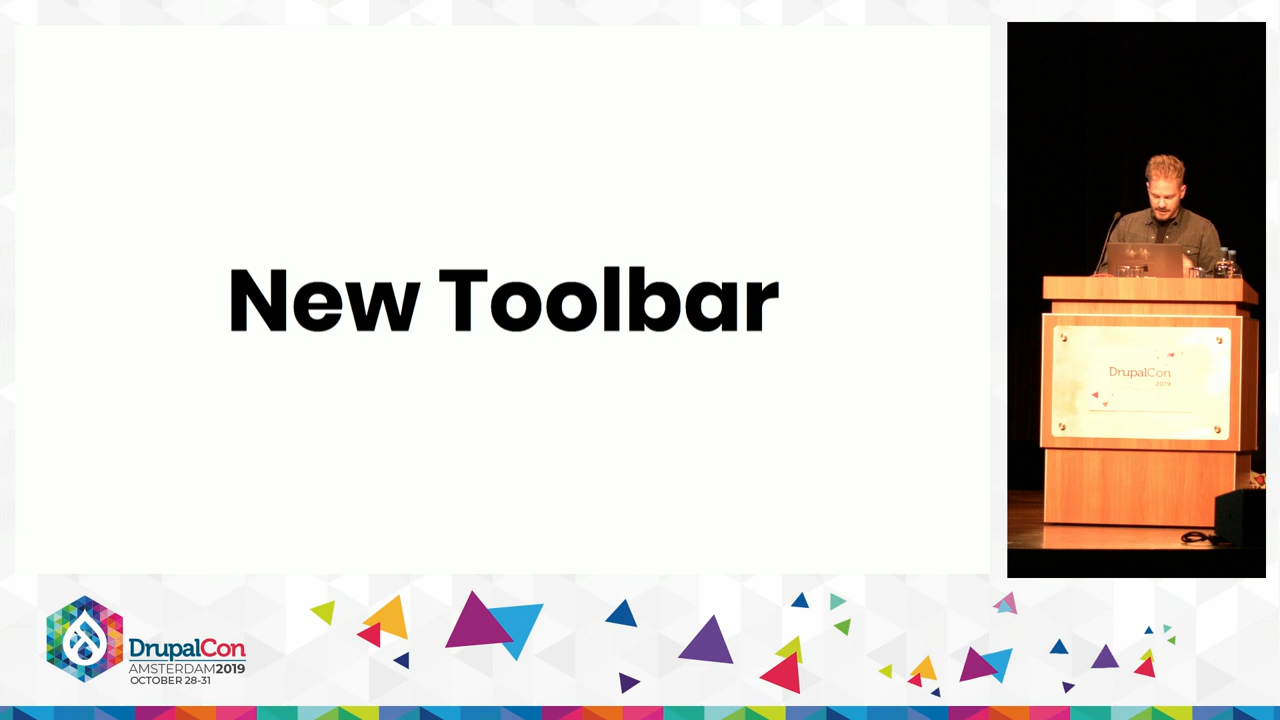 New Toolbar
DrupalCon
2019
DrupalCon
AMSTERDAM2019
OCTOBER 28-31